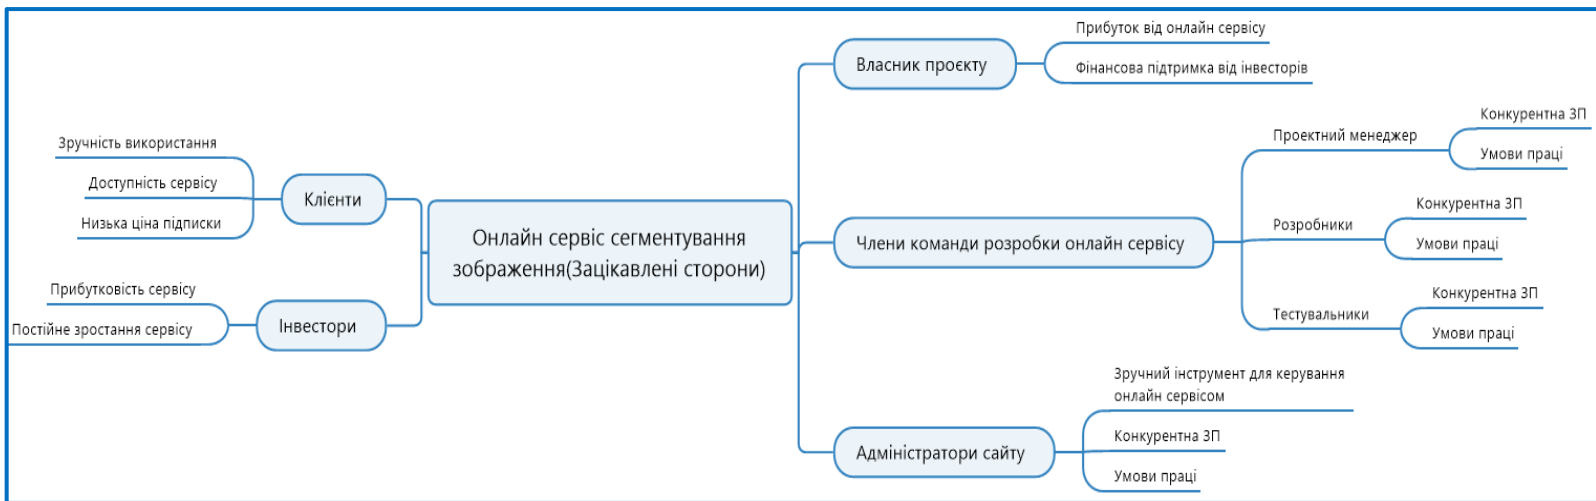 Онлайн сервіс сегментування
зображення(Зацікавлені сторони)
Клієнти
Зручність використання
Доступність сервісу
Низька ціна підписки
Інвестори
Прибутковість сервісу
Постійне зростання сервісу
Власник проєкту
Прибуток від онлайн сервісу
Фінансова підтримка від інвесторів
Члени команди розробки онлайн сервісу
Проектний менеджер
Конкурентна ЗП
Умови праці
Розробники
Конкурентна ЗП
Умови праці
Тестувальники
Конкурентна ЗП
Умови праці
Адміністратори сайту
Зручний інструмент для керування
онлайн сервісом
Конкурентна ЗП
Умови праці